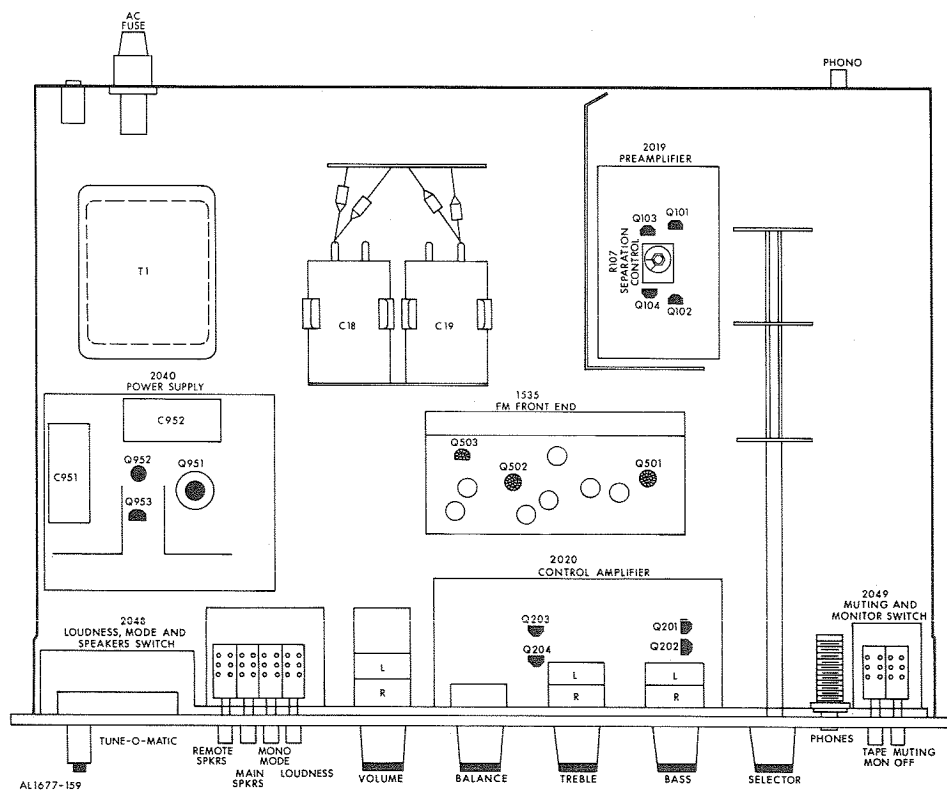 AC
FUSE
PHONO
2019
PREAMPLIFIER
Q103
Q101
R107
SEPARATION
CONTROL
Q104
Q102
T1
C18
C19
2040
POWER SUPPLY
C952
C951
Q952
Q951
Q953
1535
FM FRONT END
Q503
Q502
Q501
2020
CONTROL AMPLIFIER
Q203
Q204
Q201
Q202
2048
LOUDNESS, MODE AND
SPEAKERS SWITCH
2049
MUTING AND
MONITOR SWITCH
L
R
L
R
L
R
TUNE-O-MATIC
REMOTE
SPKRS
MAIN
SPKRS
MONO
MODE
LOUDNESS
VOLUME
BALANCE
TREBLE
BASS
SELECTOR
PHONES
TAPE
MON
MUTING
OFF
AL1677-159